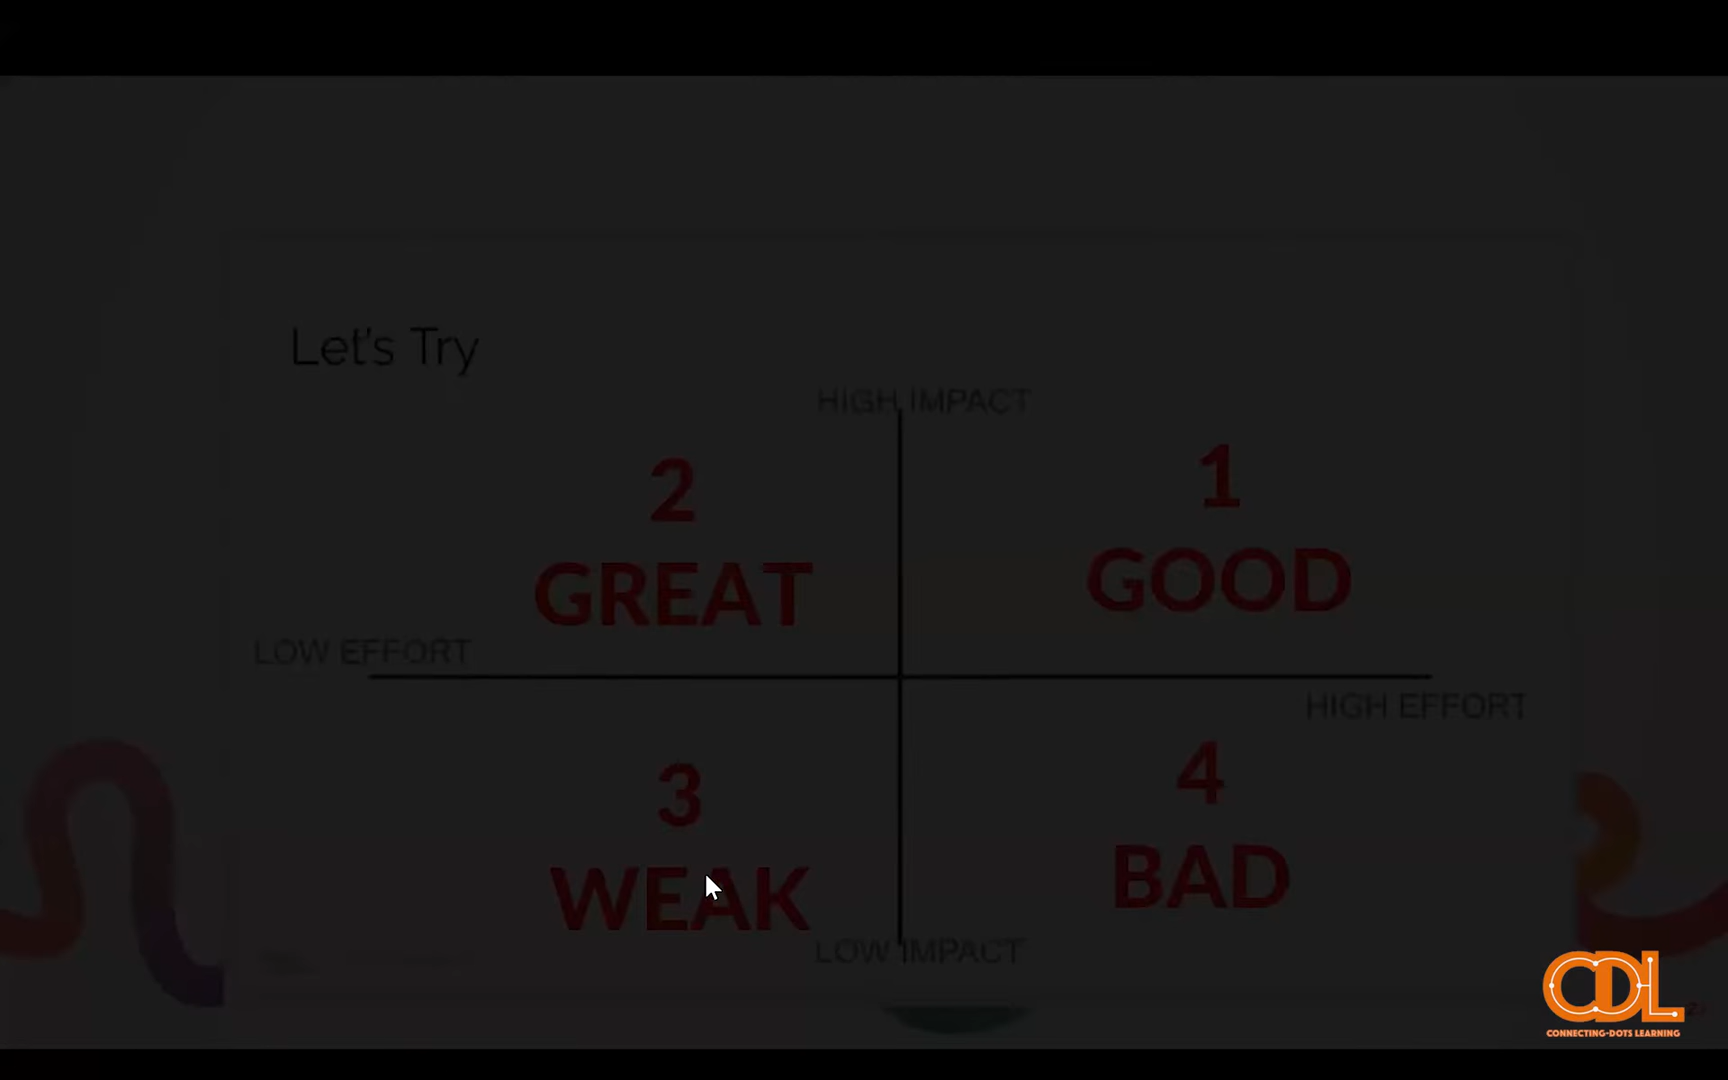 Let's Try
HIGH IMPACT
2
1
GREAT
GOOD
LOW EFFORT
HIGH EFFORT
3
4
WEAK
BAD
LOW IMPACT
CDL
CONNECTING-DOTS LEARNING